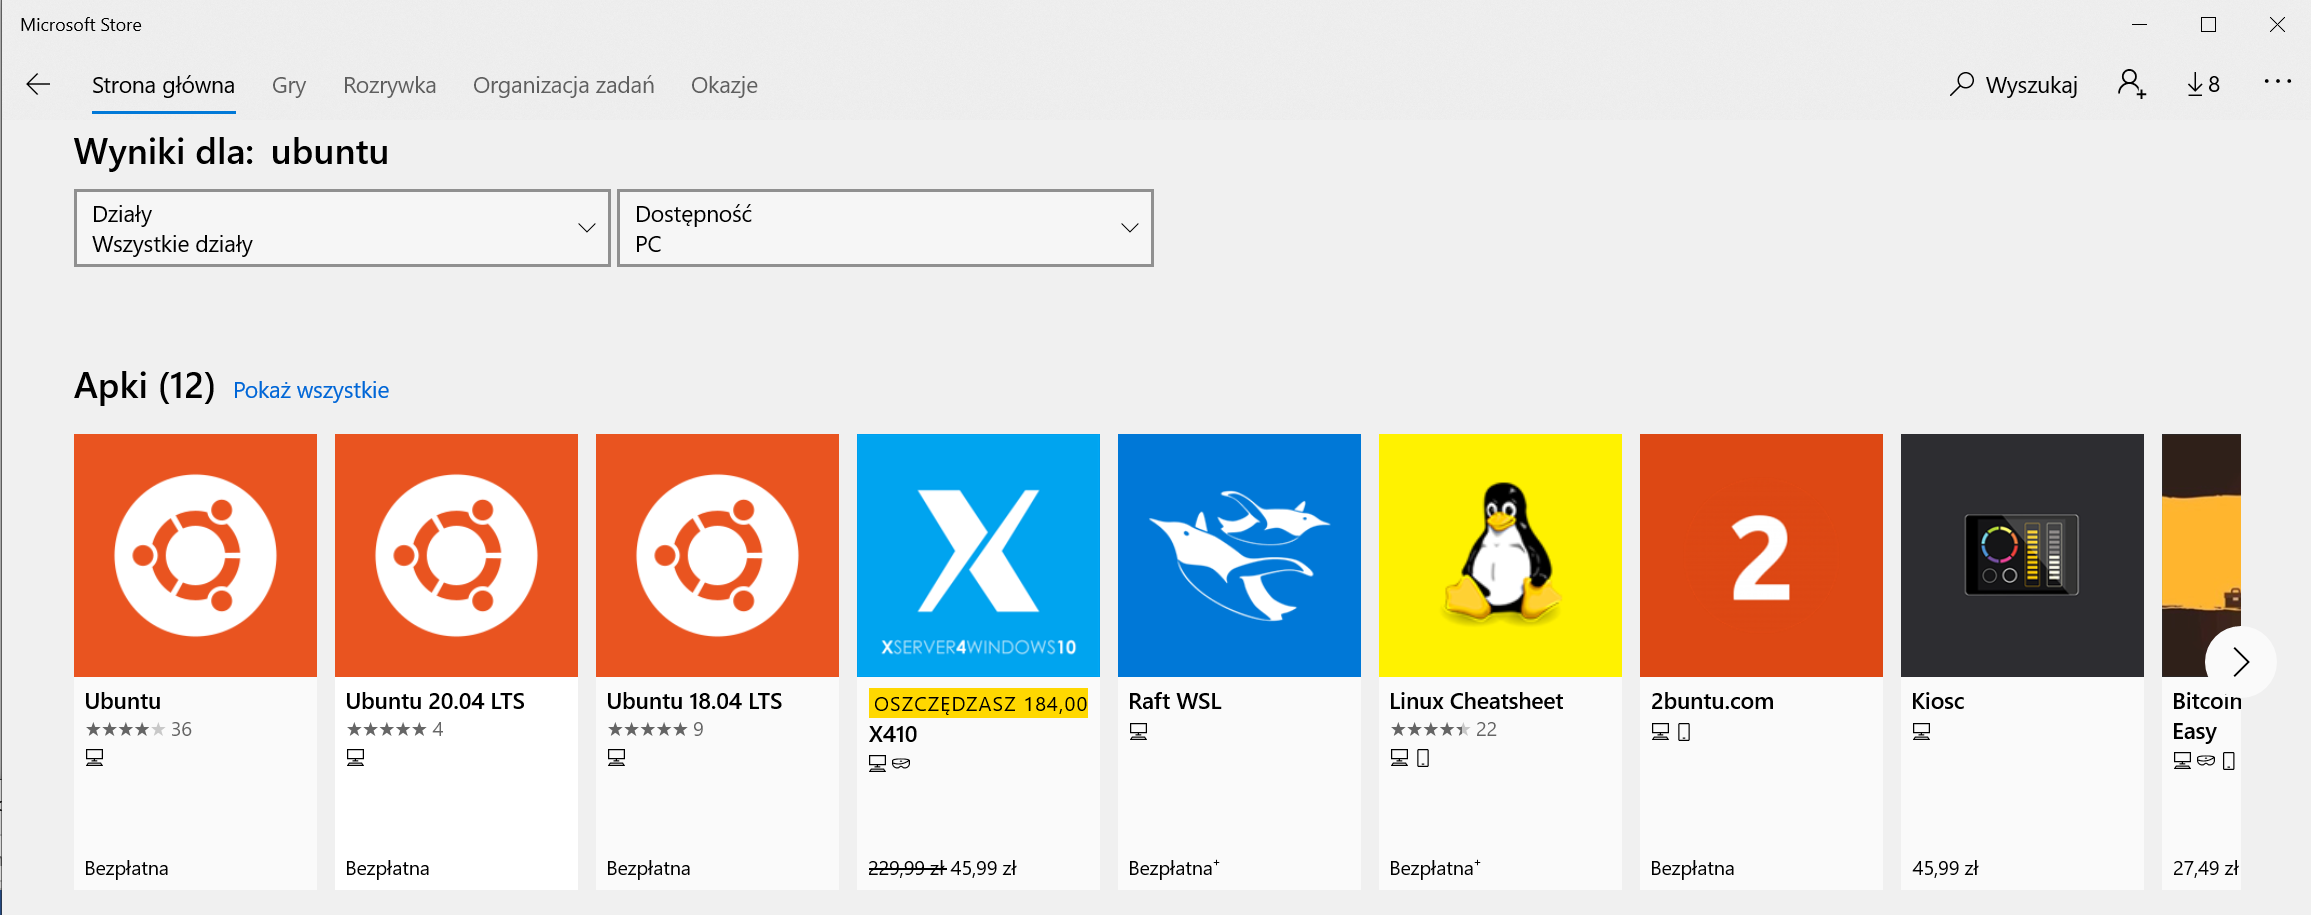 Microsoft Store
Strona główna Gry Rozrywka Organizacja zadań Okazje Wyszukaj 8
Wyniki dla: ubuntu
Działy
Wszystkie działy
Dostępność
PC
Apki (12) Pokaż wszystkie
Ubuntu
36
Bezpłatna
Ubuntu 20.04 LTS
4
Bezpłatna
Ubuntu 18.04 LTS
9
Bezpłatna
XSERVER4WINDOWS10
OSZCZĘDZASZ 184,00
X410
229,99 zł 45,99 zł
Raft WSL
Bezpłatna+
Linux Cheatsheet
22
Bezpłatna+
2
2buntu.com
Bezpłatna
Kiosc
45,99 zł
Bitcoin
Easy
27,49 zł